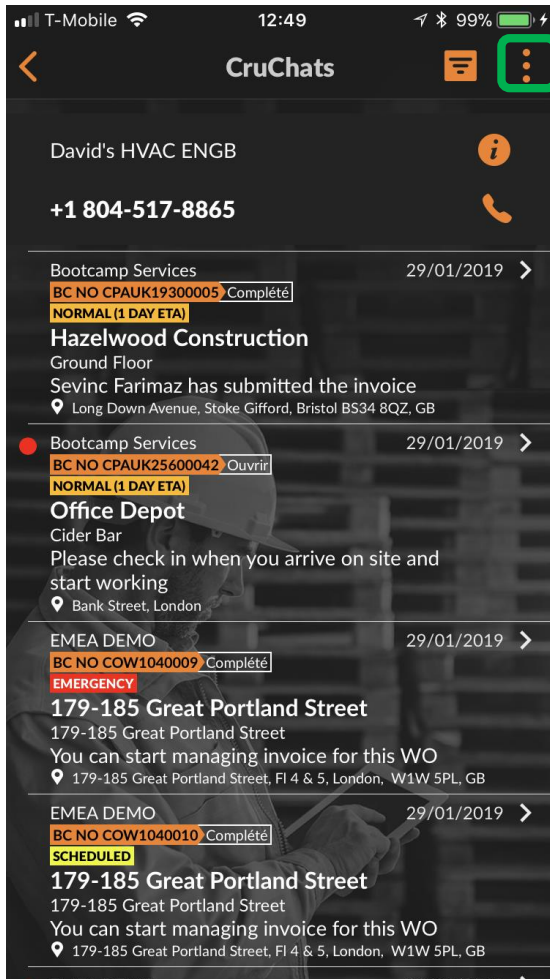 T-Mobile 12:49 99%
CruChats
David's HVAC ENGB
+1 804-517-8865
Bootcamp Services 29/01/2019
BC NO CPAUK19300005 Complété
NORMAL (1 DAY ETA)
Hazelwood Construction
Ground Floor
Sevinc Farimaz has submitted the invoice
Long Down Avenue, Stoke Gifford, Bristol BS34 8QZ, GB
Bootcamp Services 29/01/2019
BC NO CPAUK25600042 Ouvrir
NORMAL (1 DAY ETA)
Office Depot
Cider Bar
Please check in when you arrive on site and
start working
Bank Street, London
EMEA DEMO 29/01/2019
BC NO COW1040009 Complété
EMERGENCY
179-185 Great Portland Street
179-185 Great Portland Street
You can start managing invoice for this WO
179-185 Great Portland Street, Fl 4 & 5, London, W1W 5PL, GB
EMEA DEMO 29/01/2019
BC NO COW1040010 Complété
SCHEDULED
179-185 Great Portland Street
179-185 Great Portland Street
You can start managing invoice for this WO
179-185 Great Portland Street, Fl 4 & 5, London, W1W 5PL, GB